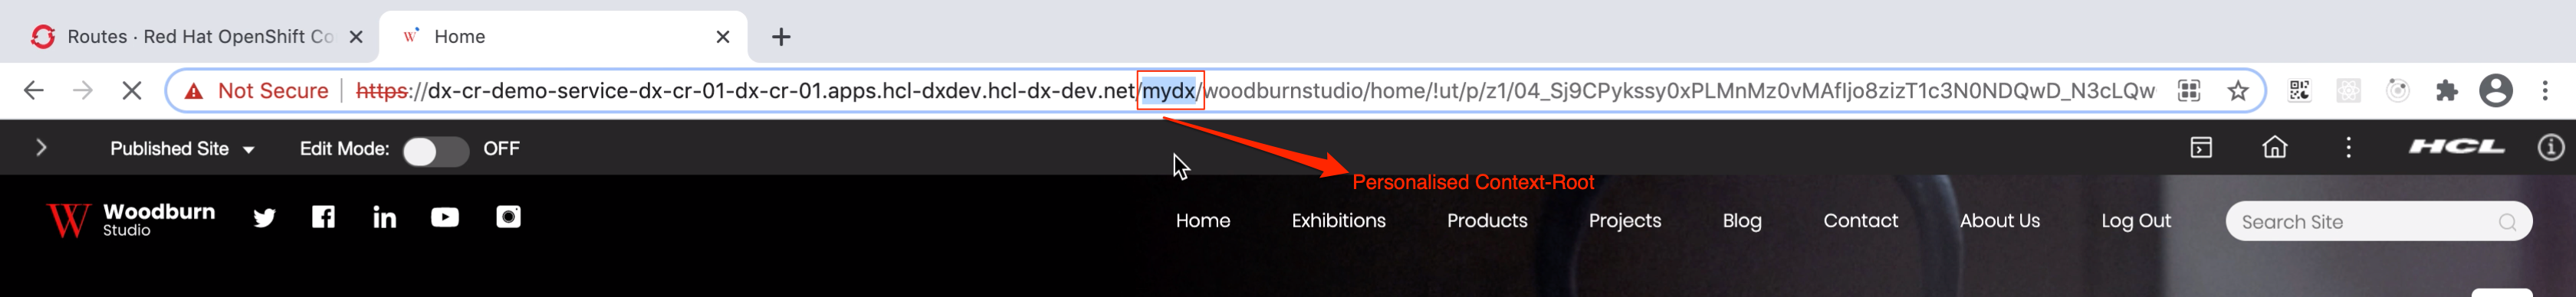 Routes · Red Hat OpenShift Co
Home
Not Secure | https://dx-cr-demo-service-dx-cr-01-dx-cr-01.apps.hcl-dxdev.hcl-dx-dev.net/mydx/woodburnstudio/home/!ut/p/z1/04_Sj9CPykssy0xPLMnMz0vMAfIjo8zizT1c3N0NDQwD_N3cLQw
Published Site Edit Mode: OFF HCL
Personalised Context-Root
W Woodburn
Studio
Home Exhibitions Products Projects Blog Contact About Us Log Out Search Site